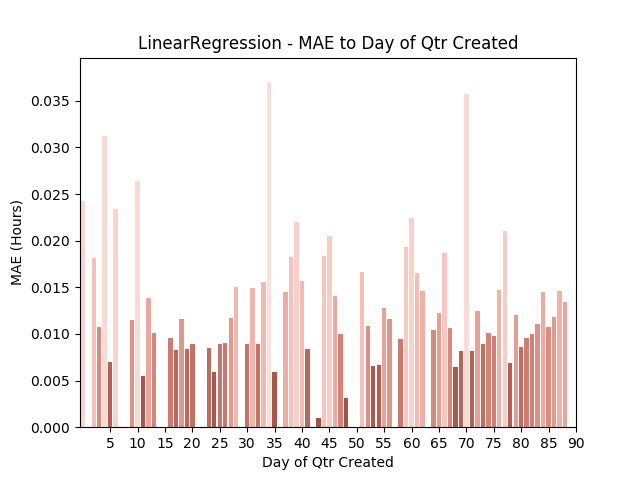 LinearRegression - MAE to Day of Qtr Created
MAE (Hours)
0.035
0.030
0.025
0.020
0.015
0.010
0.005
0.000
5 10 15 20 25 30 35 40 45 50 55 60 65 70 75 80 85 90
Day of Qtr Created